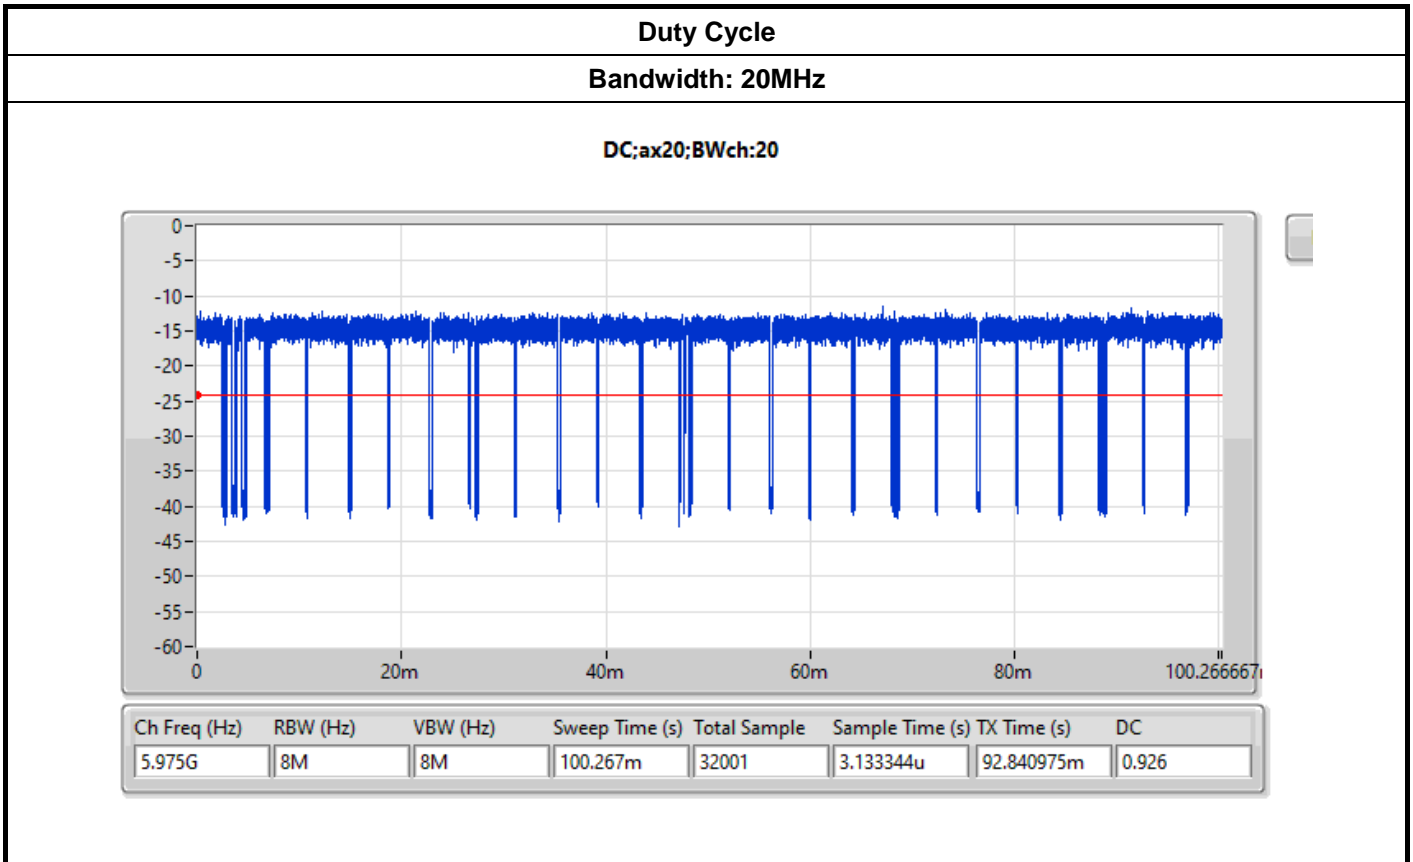 Duty Cycle
Bandwidth: 20MHz
DC;ax20;BWch:20
0
-5
-10
-15
-20
-25
-30
-35
-40
-45
-50
-55
-60
0 20m 40m 60m 80m 100.266667
Ch Freq (Hz) RBW (Hz) VBW (Hz) Sweep Time (s) Total Sample Sample Time (s) TX Time (s) DC
5.975G 8M 8M 100.267m 32001 3.133344u 92.840975m 0.926